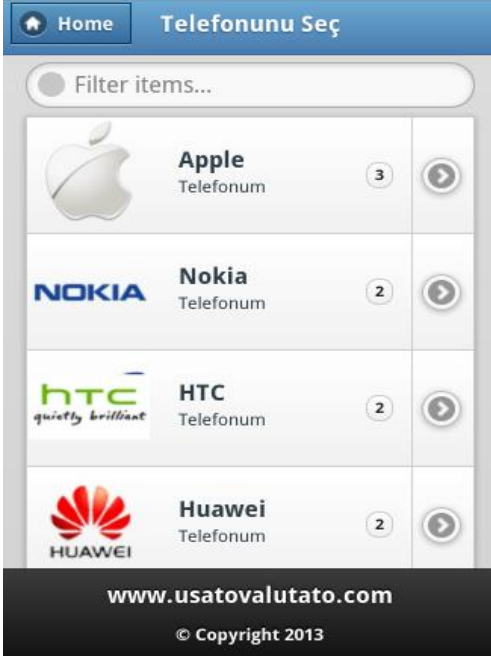 Home
Telefonunu Seç
Filter items...
Apple
Telefonum
3
NOKIA
Nokia
Telefonum
2
hTC
quietly brilliant
HTC
Telefonum
2
HUAWEI
Huawei
Telefonum
2
www.usatovalutato.com
© Copyright 2013